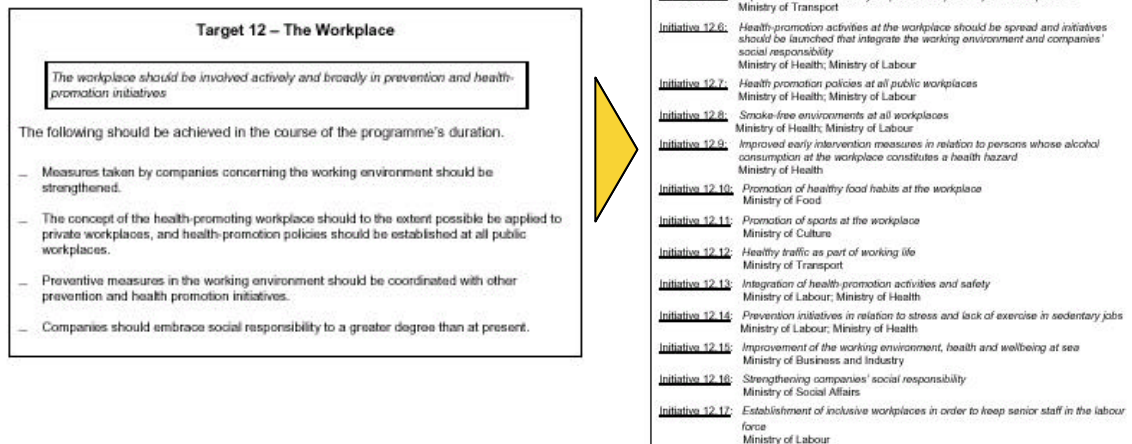 Target 12 – The Workplace
The workplace should be involved actively and broadly in prevention and health-
promotion initiatives
The following should be achieved in the course of the programme's duration.
– Measures taken by companies concerning the working environment should be
strengthened.
– The concept of the health-promoting workplace should to the extent possible be applied to
private workplaces, and health-promotion policies should be established at all public
workplaces.
– Preventive measures in the working environment should be coordinated with other
prevention and health promotion initiatives.
– Companies should embrace social responsibility to a greater degree than at present.
Ministry of Transport
Initiative 12.6: Health-promotion activities at the workplace should be spread and initiatives
should be launched that integrate the working environment and companies'
social responsibility
Ministry of Health; Ministry of Labour
Initiative 12.7: Health promotion policies at all public workplaces
Ministry of Health; Ministry of Labour
Initiative 12.8: Smoke-free environments at all workplaces
Ministry of Health; Ministry of Labour
Initiative 12.9: Improved early intervention measures in relation to persons whose alcohol
consumption at the workplace constitutes a health hazard
Ministry of Health
Initiative 12.10: Promotion of healthy food habits at the workplace
Ministry of Food
Initiative 12.11: Promotion of sports at the workplace
Ministry of Culture
Initiative 12.12: Healthy traffic as part of working life
Ministry of Transport
Initiative 12.13: Integration of health-promotion activities and safety
Ministry of Labour; Ministry of Health
Initiative 12.14: Prevention initiatives in relation to stress and lack of exercise in sedentary jobs
Ministry of Labour; Ministry of Health
Initiative 12.15: Improvement of the working environment, health and wellbeing at sea
Ministry of Business and Industry
Initiative 12.16: Strengthening companies' social responsibility
Ministry of Social Affairs
Initiative 12.17: Establishment of inclusive workplaces in order to keep senior staff in the labour
force
Ministry of Labour